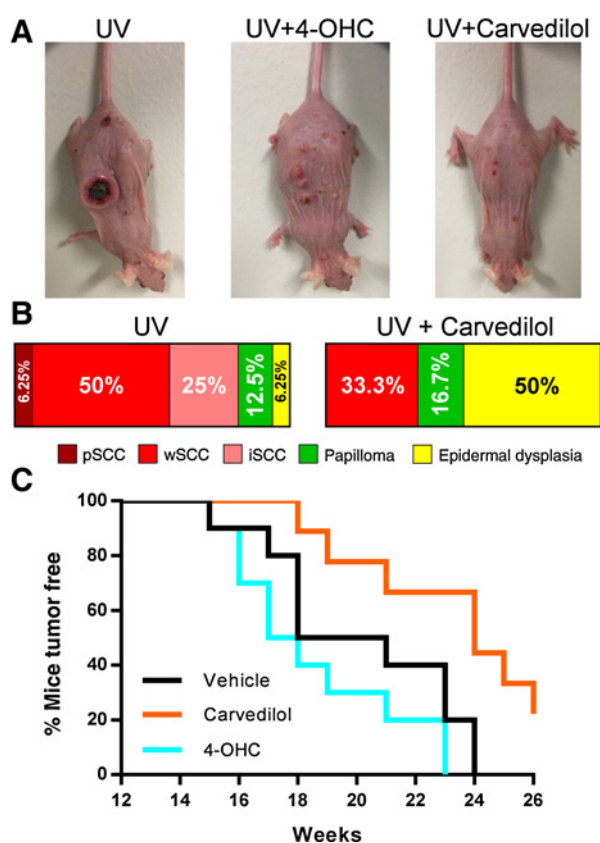 A
UV
UV+4-OHC
UV+Carvedilol
B
UV
UV + Carvedilol
6.25%
50%
25%
12.5%
6.25%
33.3%
16.7%
50%
pSCC
wSCC
iSCC
Papilloma
Epidermal dysplasia
C
% Mice tumor free
100
80
60
40
20
0
Vehicle
Carvedilol
4-OHC
12
14
16
18
20
22
24
26
Weeks